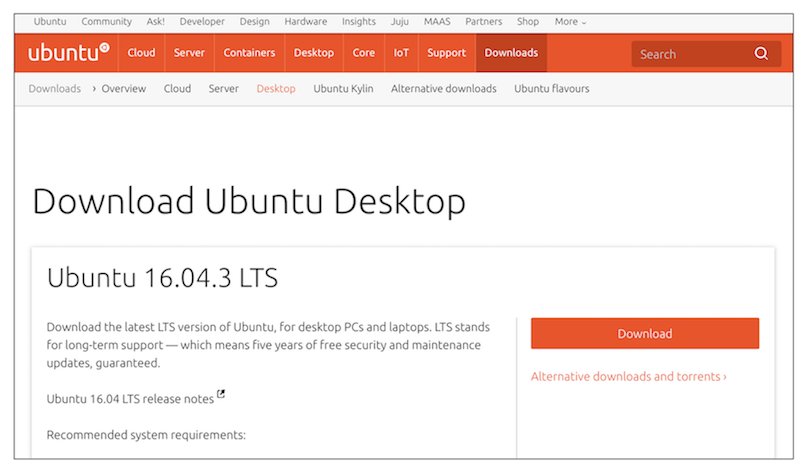 Ubuntu Community Ask! Developer Design Hardware Insights Juju MAAS Partners Shop More
ubuntu Cloud Server Containers Desktop Core IoT Support Downloads Search
Downloads › Overview Cloud Server Desktop Ubuntu Kylin Alternative downloads Ubuntu flavours
Download Ubuntu Desktop
Ubuntu 16.04.3 LTS
Download the latest LTS version of Ubuntu, for desktop PCs and laptops. LTS stands
for long-term support — which means five years of free security and maintenance
updates, guaranteed.
Ubuntu 16.04 LTS release notes
Recommended system requirements:
Download
Alternative downloads and torrents ›